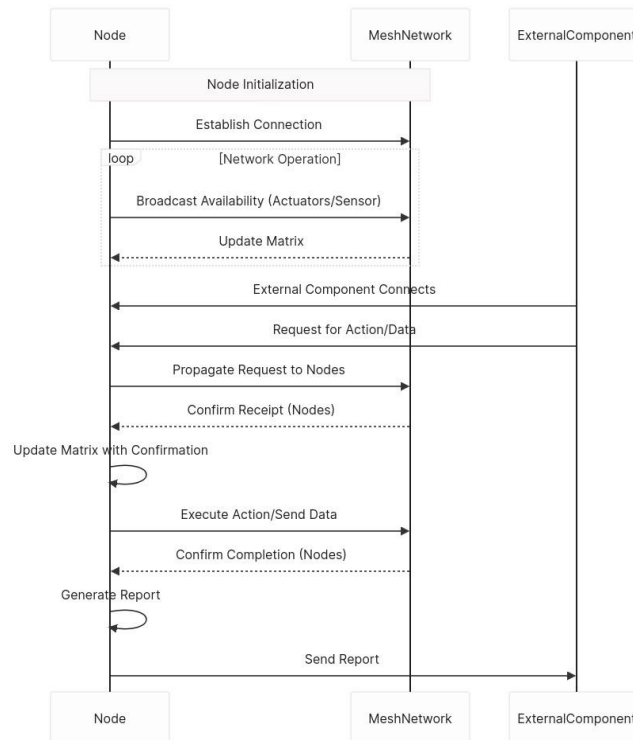 Node
MeshNetwork
ExternalComponent
Node Initialization
Establish Connection
loop
[Network Operation]
Broadcast Availability (Actuators/Sensor)
Update Matrix
External Component Connects
Request for Action/Data
Propagate Request to Nodes
Confirm Receipt (Nodes)
Update Matrix with Confirmation
Execute Action/Send Data
Confirm Completion (Nodes)
Generate Report
Send Report
Node
MeshNetwork
ExternalComponent